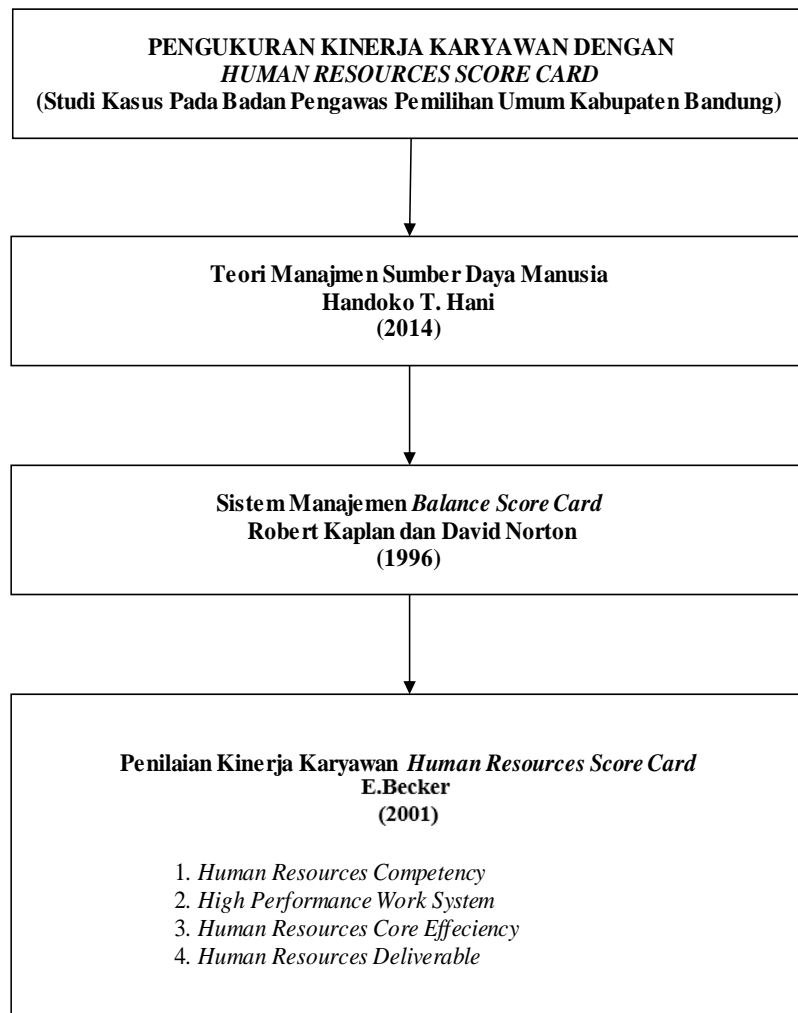 PENGUKURAN KINERJA KARYAWAN DENGAN
HUMAN RESOURCES SCORE CARD
(Studi Kasus Pada Badan Pengawas Pemilihan Umum Kabupaten Bandung)
Teori Manajmen Sumber Daya Manusia
Handoko T. Hani
(2014)
Sistem Manajemen Balance Score Card
Robert Kaplan dan David Norton
(1996)
Penilaian Kinerja Karyawan Human Resources Score Card
E.Becker
(2001)
1. Human Resources Competency
2. High Performance Work System
3. Human Resources Core Effeciency
4. Human Resources Deliverable